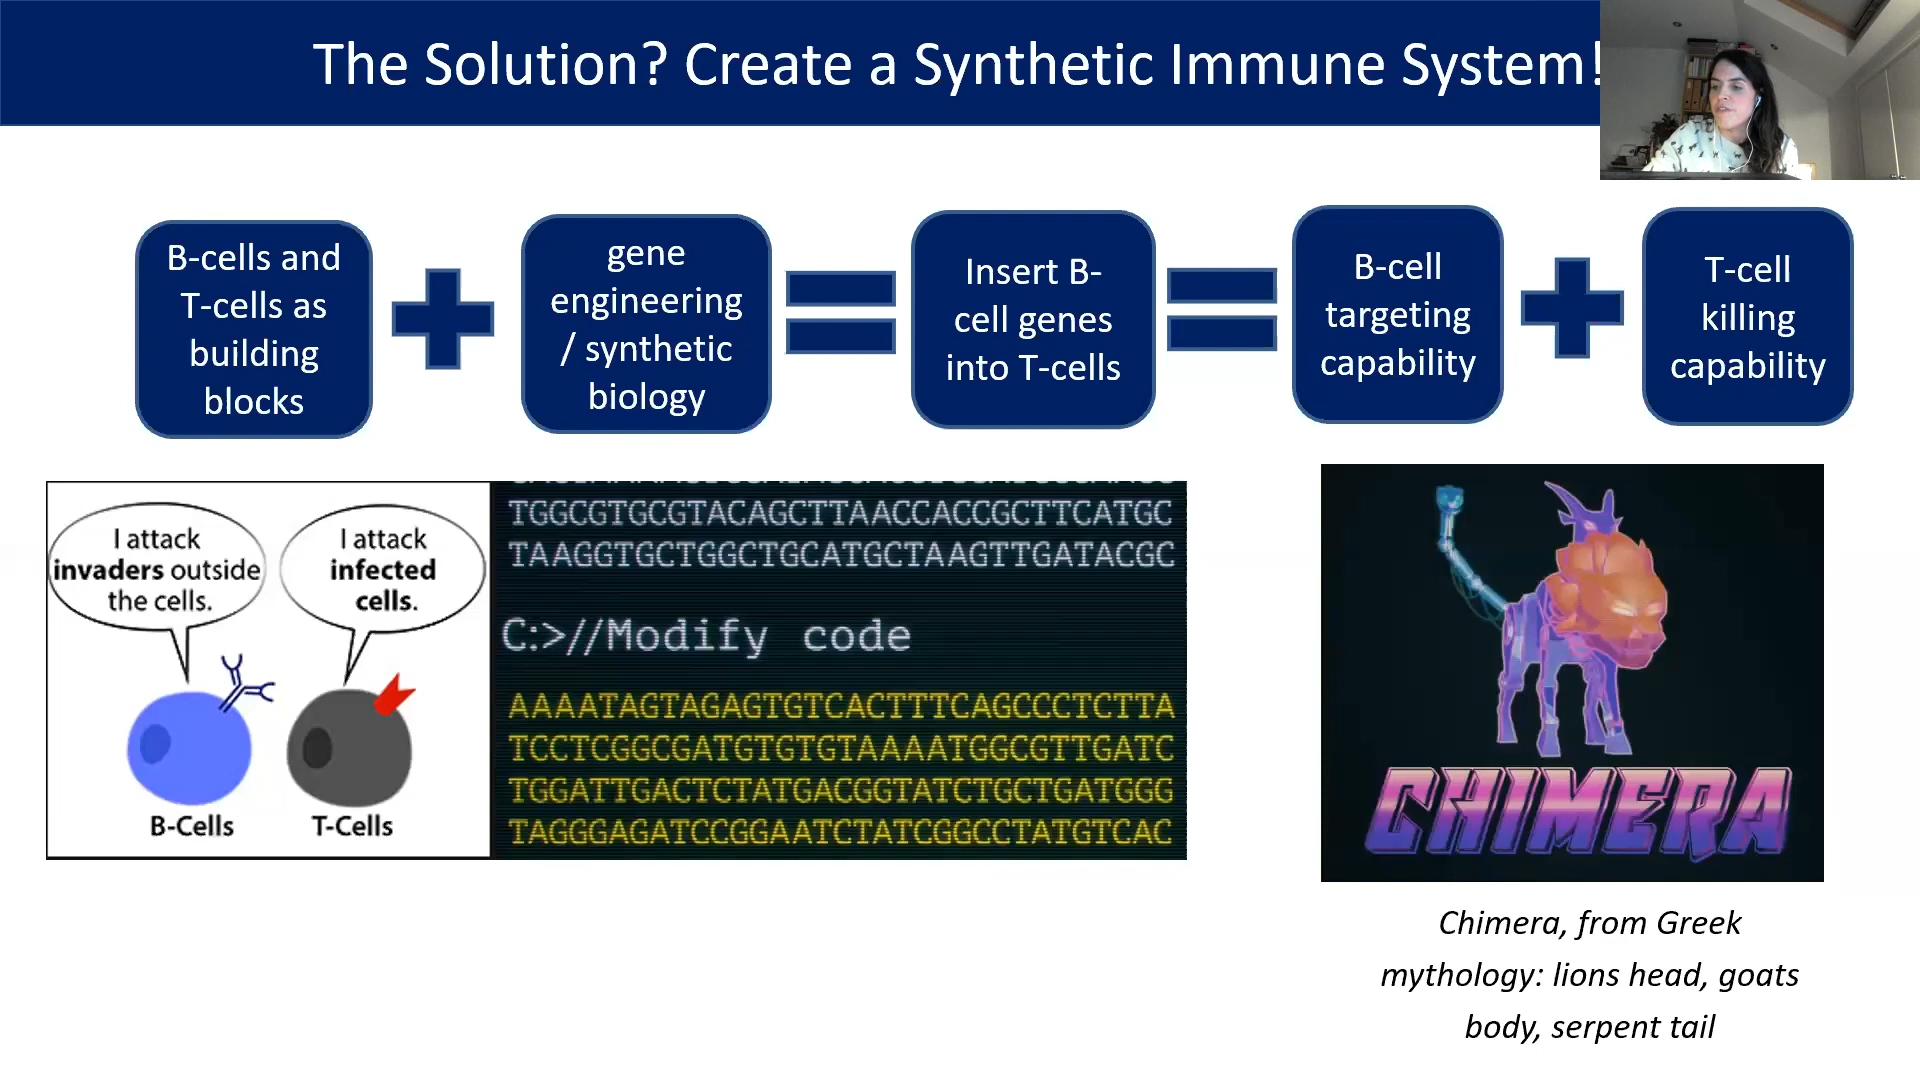 The Solution? Create a Synthetic Immune System!
B-cells and
T-cells as
building
blocks
gene
engineering
/ synthetic
biology
Insert B-
cell genes
into T-cells
B-cell
targeting
capability
T-cell
killing
capability
I attack
invaders outside
the cells.
I attack
infected
cells.
B-Cells
T-Cells
TGGCGTGCGTACAGCTTAACCACCGCTTCATGC
TAAGGTGCTGGCTGCATGCTAAGTTGATACGC
C:>//Modify code
AAAATAGTAGAGTGTCACTTTCAGCCCTCTTA
TCCTCGGCGATGTGTGTAAAATGGCGTTGATC
TGGATTGACTCTATGACGGTATCTGCTGATGGG
TAGGGAGATCCGGAATCTATCGGCCTATGTCAC
CHIMERA
Chimera, from Greek
mythology: lions head, goats
body, serpent tail